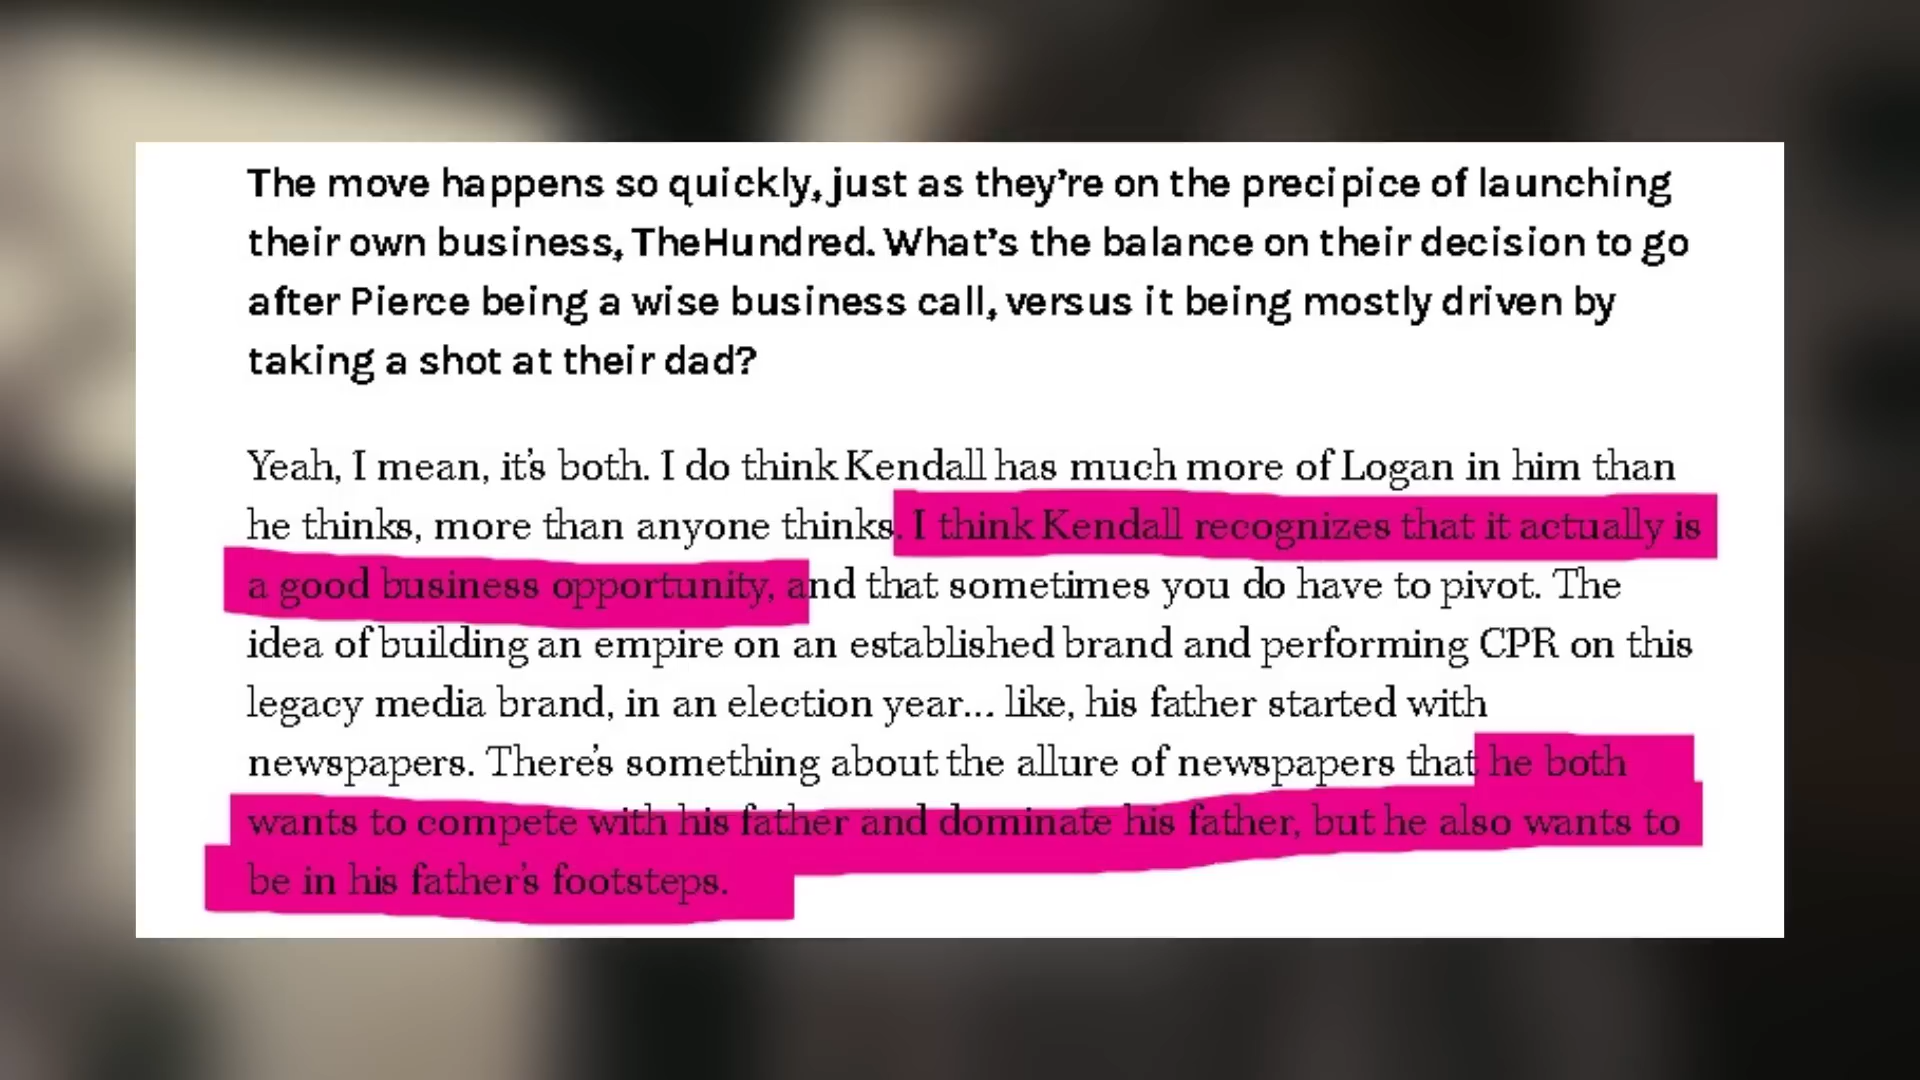 The move happens so quickly, just as they're on the precipice of launching
their own business, TheHundred. What's the balance on their decision to go
after Pierce being a wise business call, versus it being mostly driven by
taking a shot at their dad?
Yeah, I mean, it's both. I do think Kendall has much more of Logan in him than
he thinks, more than anyone thinks. I think Kendall recognizes that it actually is
a good business opportunity, and that sometimes you do have to pivot. The
idea of building an empire on an established brand and performing CPR on this
legacy media brand, in an election year... like, his father started with
newspapers. There's something about the allure of newspapers that he both
wants to compete with his father and dominate his father, but he also wants to
be in his father's footsteps.